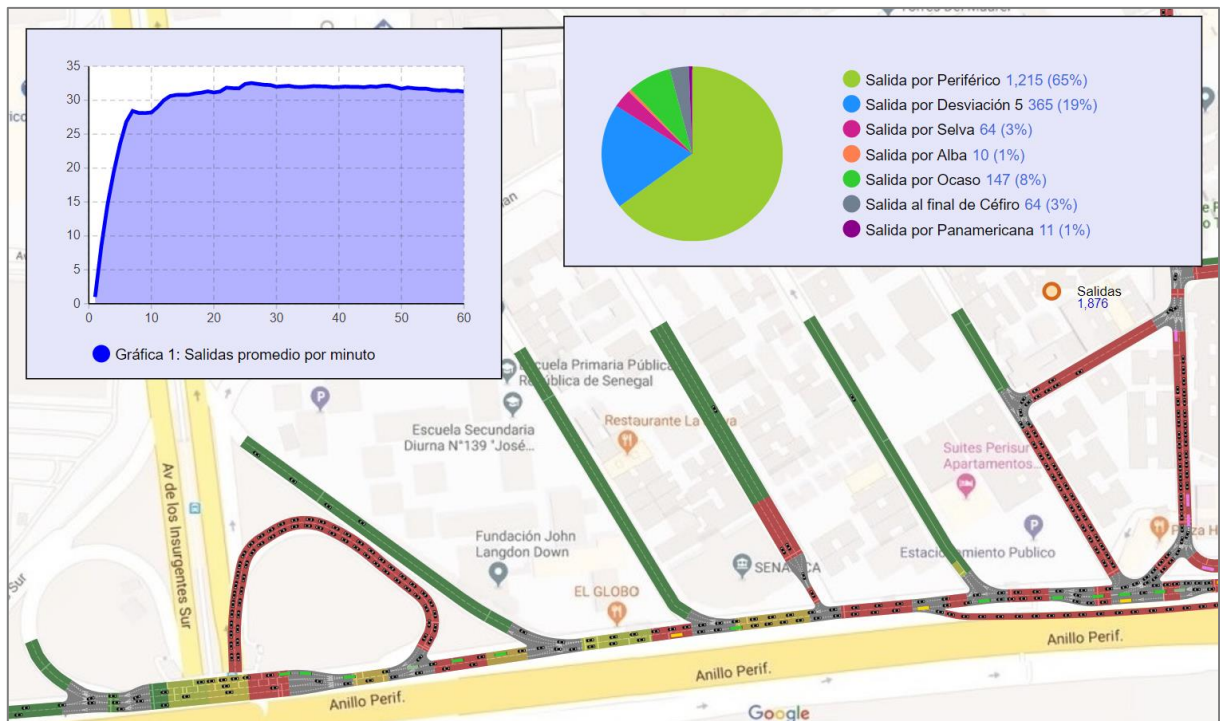 35
30
25
20
15
10
5
0
0
10
20
30
40
50
60
Gráfica 1: Salidas promedio por minuto
Salida por Periférico 1,215 (65%)
Salida por Desviación 5 365 (19%)
Salida por Selva 64 (3%)
Salida por Alba 10 (1%)
Salida por Ocaso 147 (8%)
Salida al final de Céfiro 64 (3%)
Salida por Panamericana 11 (1%)
Salidas
1,876
Escuela Primaria Pública
República de Senegal
P
Escuela Secundaria
Diurna N°139 "José...
Restaurante La
Suites Perisur
Apartamentos...
P
Estacionamiento Publico
Av de los Insurgentes Sur
Sur
Fundación John
Langdon Down
EL GLOBO
Anillo Perif.
Anillo Perif.
Anillo Perif.
Google